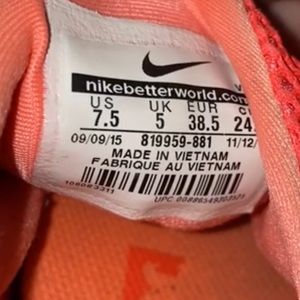 nikebetterworld.com
US UK EUR
7.5 5 38.5 24
09/09/15 819959-881 11/12/
MADE IN VIETNAM
FABRIQUE AU VIETNAM
UPC